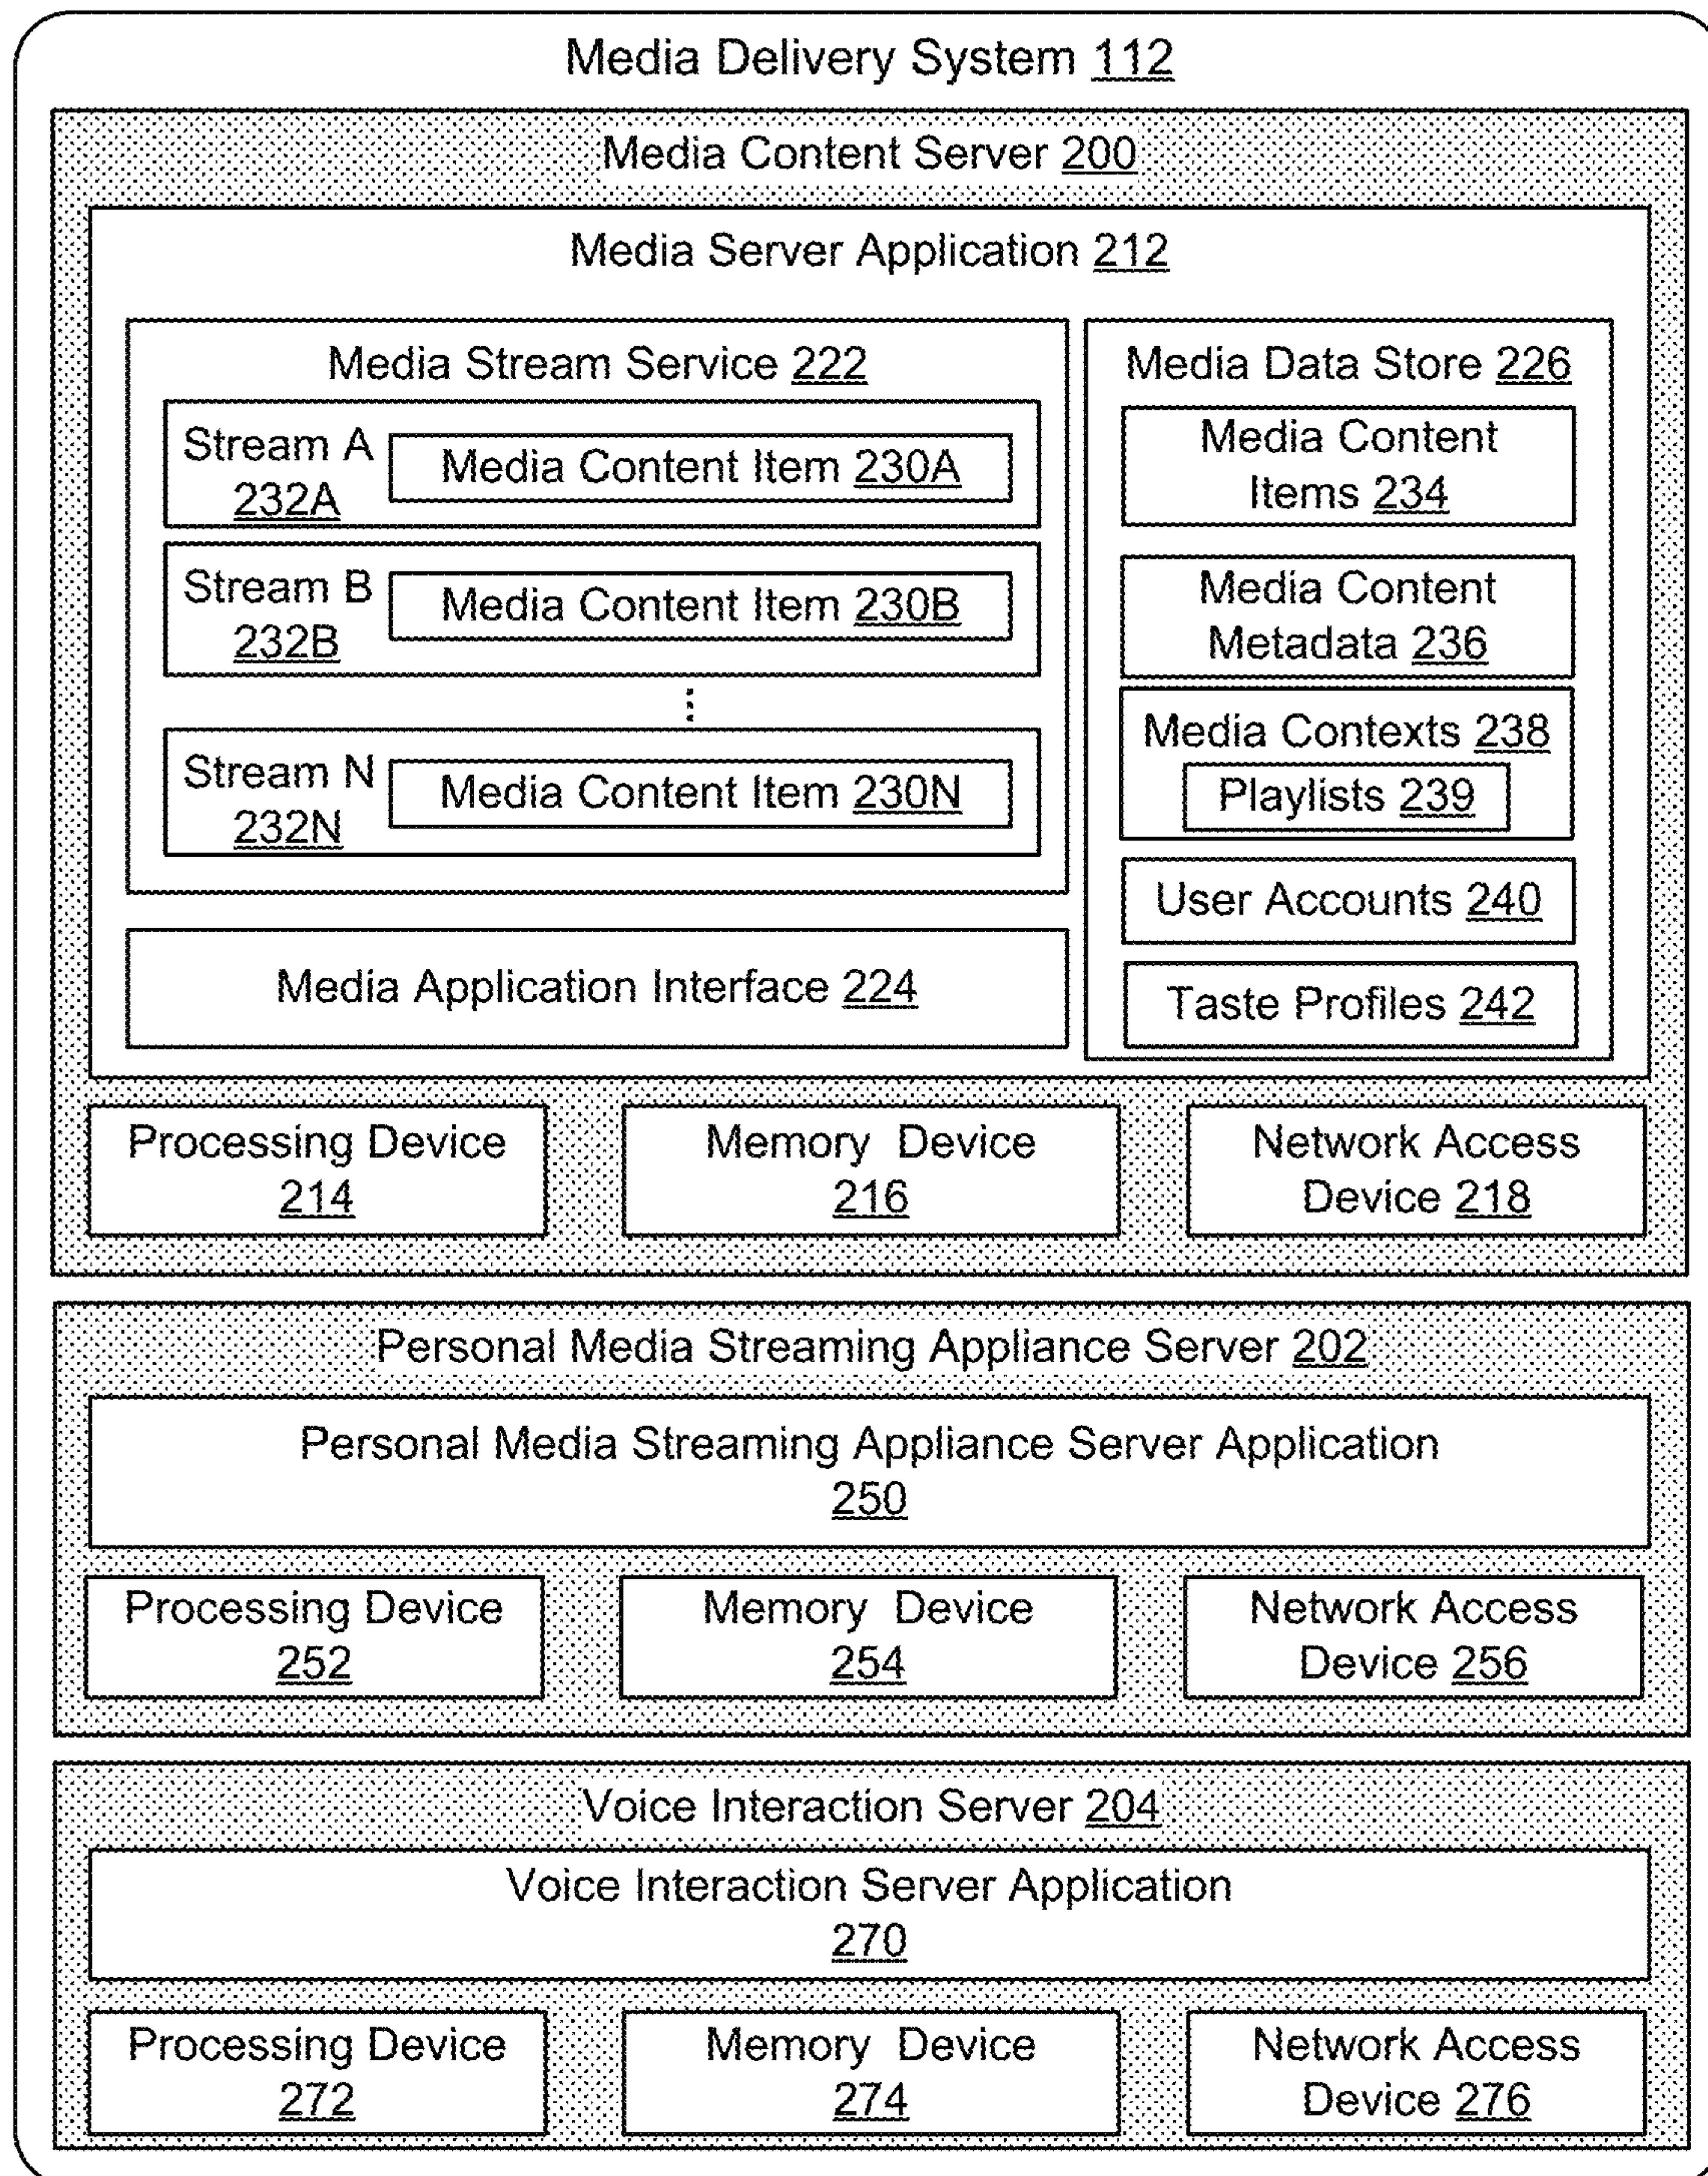 Media Delivery System 112
Media Content Server 200
Media Server Application 212
Media Stream Service 222
Stream A
232A
Media Content Item 230A
Stream B
232B
Media Content Item 230B
Stream N
232N
Media Content Item 230N
Media Application Interface 224
Media Data Store 226
Media Content
Items 234
Media Content
Metadata 236
Media Contexts 238
Playlists 239
User Accounts 240
Taste Profiles 242
Processing Device
214
Memory Device
216
Network Access
Device 218
Personal Media Streaming Appliance Server 202
Personal Media Streaming Appliance Server Application
250
Processing Device
252
Memory Device
254
Network Access
Device 256
Voice Interaction Server 204
Voice Interaction Server Application
270
Processing Device
272
Memory Device
274
Network Access
Device 276